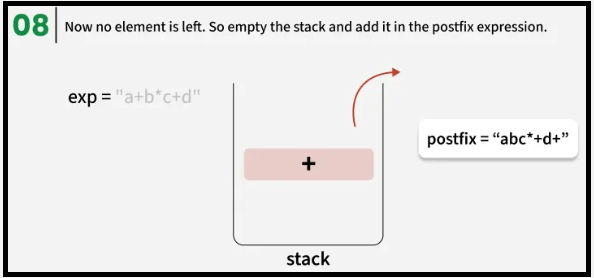 08
Now no element is left. So empty the stack and add it in the postfix expression.
exp = "a+b*c+d"
+
postfix = “abc*+d+”
stack